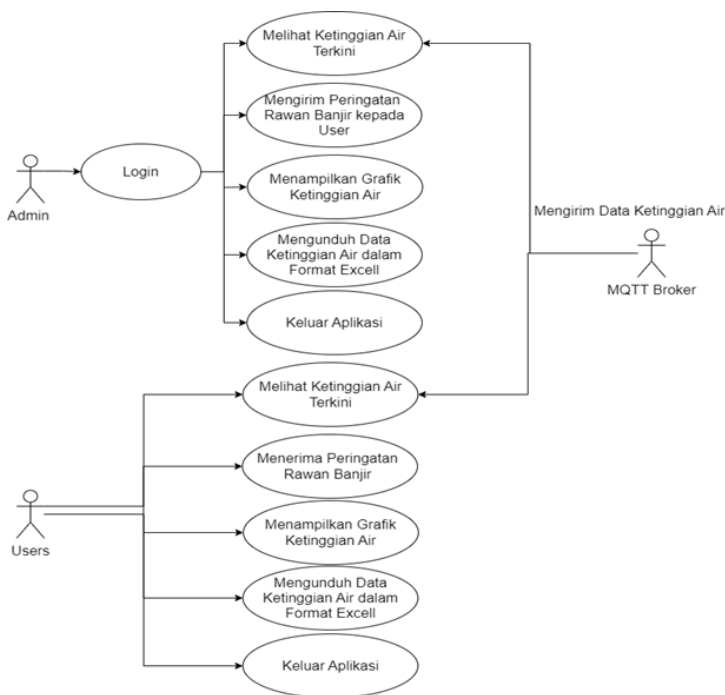 Melihat Ketinggian Air
Terkini
Mengirim Peringatan
Rawan Banjir kepada
User
Login
Admin
Menampilkan Grafik
Ketinggian Air
Mengirim Data Ketinggian Air
MQTT Broker
Mengunduh Data
Ketinggian Air dalam
Format Excell
Keluar Aplikasi
Melihat Ketinggian Air
Terkini
Menerima Peringatan
Rawan Banjir
Users
Menampilkan Grafik
Ketinggian Air
Mengunduh Data
Ketinggian Air dalam
Format Excell
Keluar Aplikasi